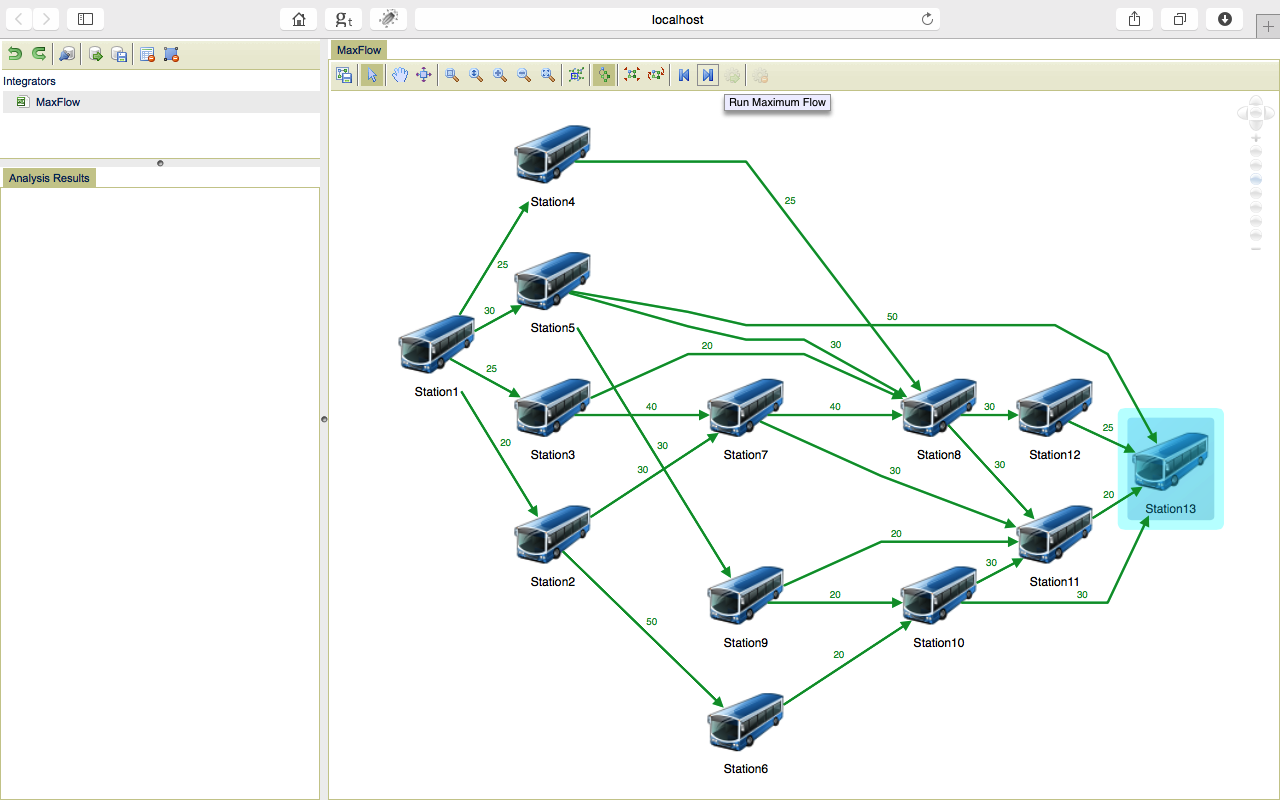 localhost
gt
MaxFlow
Integrators
MaxFlow
Run Maximum Flow
Analysis Results
Station4
25
25
30
Station5
50
30
20
25
Station1
40
40
30
25
20
30
30
Station3
Station7
Station8
Station12
30
30
20
Station13
20
30
Station2
Station11
20
30
50
Station9
Station10
20
Station6